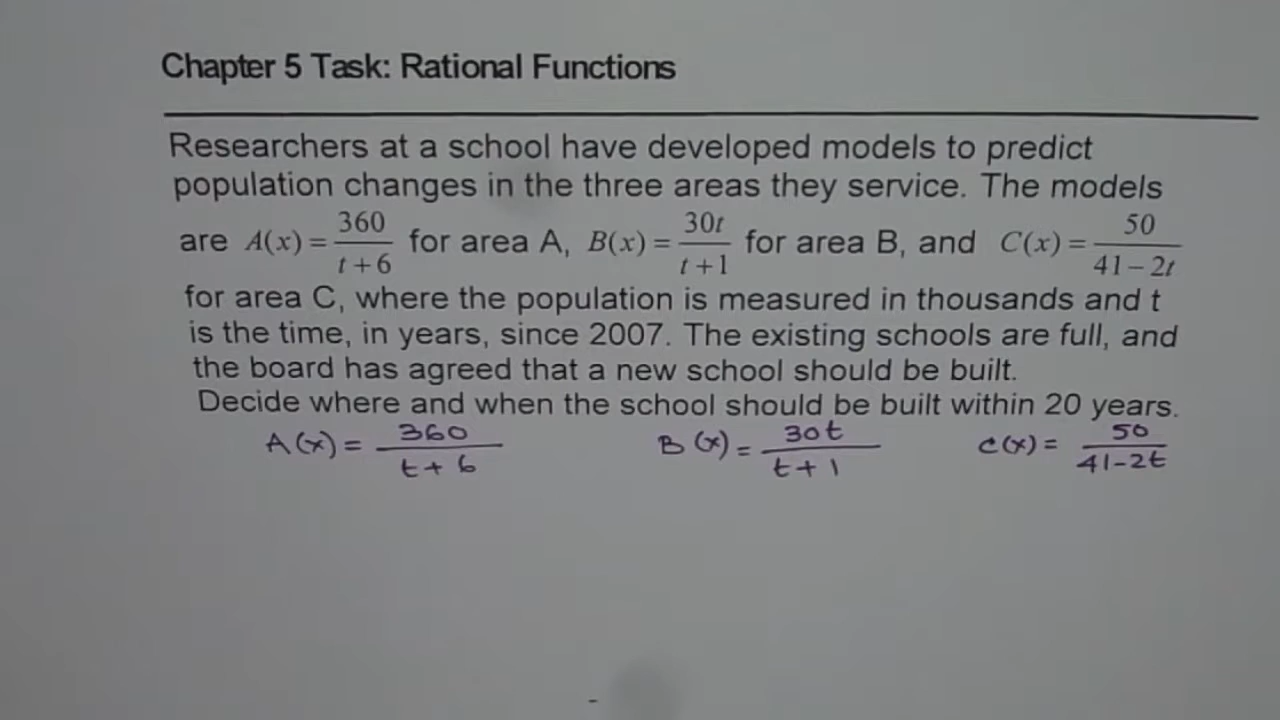 Chapter 5 Task: Rational Functions
Researchers at a school have developed models to predict
population changes in the three areas they service. The models
are A(x) = 360/(t + 6) for area A, B(x) = 30t/(t + 1) for area B, and C(x) = 50/(41 − 2t)
for area C, where the population is measured in thousands and t
is the time, in years, since 2007. The existing schools are full, and
the board has agreed that a new school should be built.
Decide where and when the school should be built within 20 years.
A(x) = 360/(t + 6) B(x) = 30t/(t + 1) C(x) = 50/(41-2t)